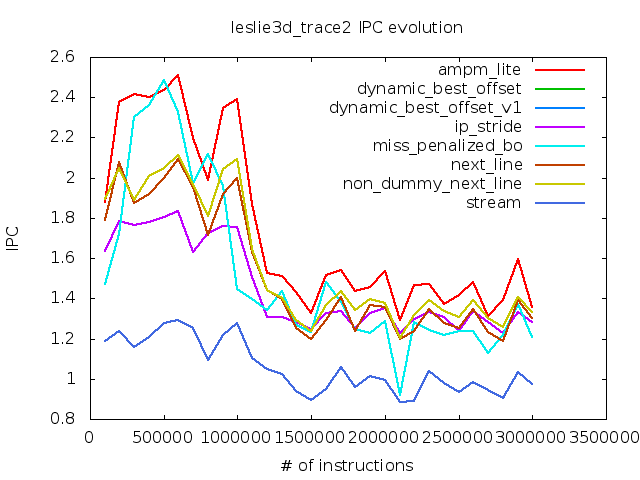 leslie3d_trace2 IPC evolution
2.6
2.4
2.2
2
1.8
1.6
1.4
1.2
1
0.8
IPC
ampm_lite
dynamic_best_offset
dynamic_best_offset_v1
ip_stride
miss_penalized_bo
next_line
non_dummy_next_line
stream
0 500000 1000000 1500000 2000000 2500000 3000000 3500000
# of instructions